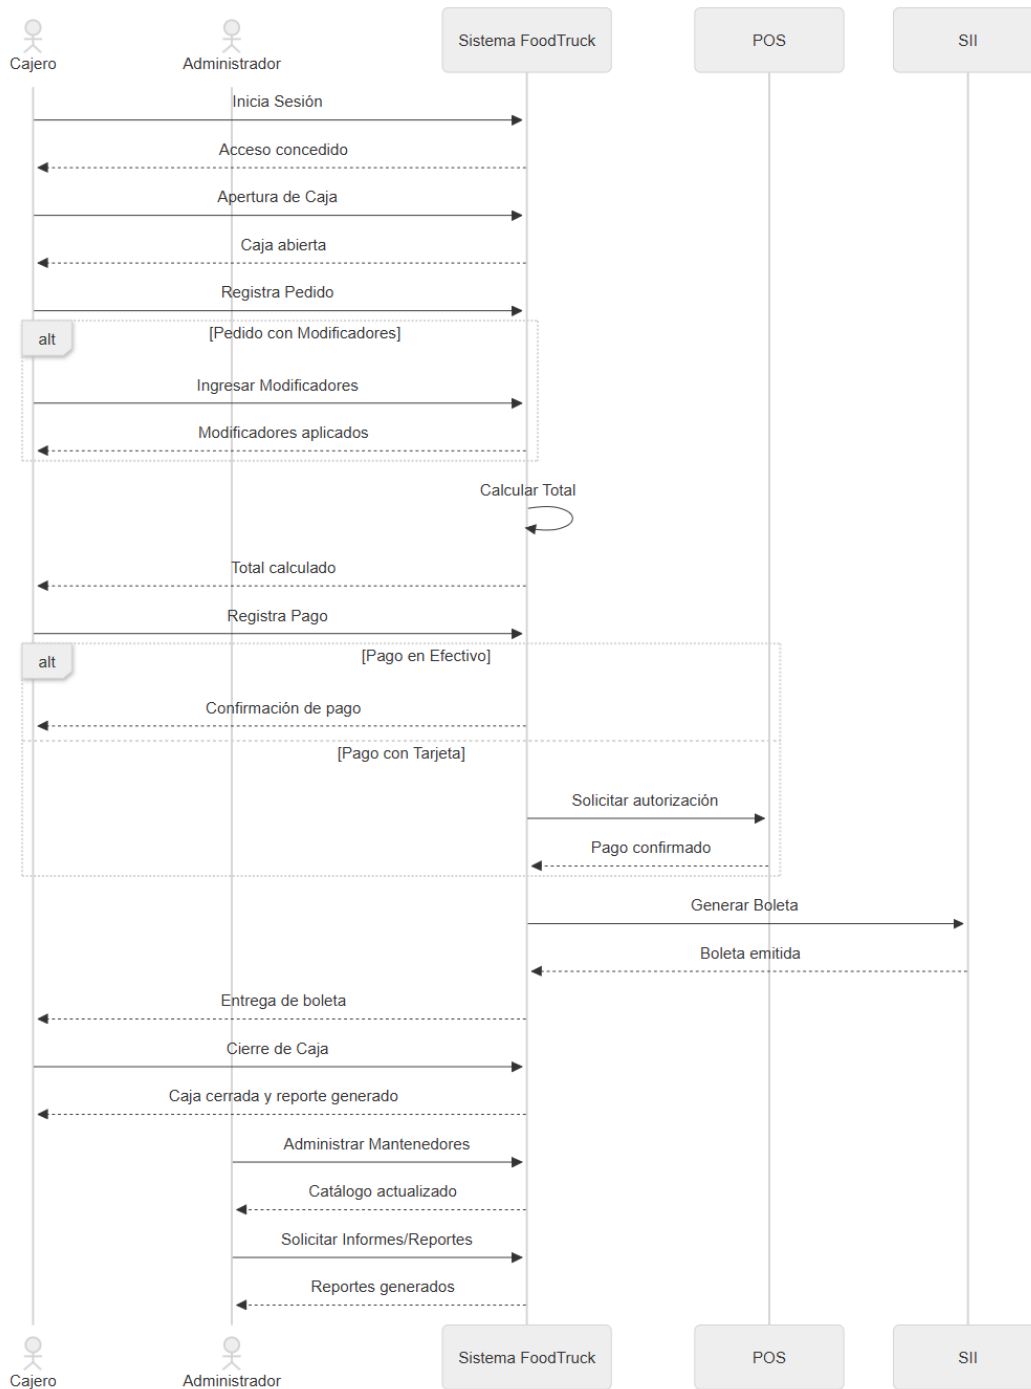 Cajero
Administrador
Sistema FoodTruck
POS
SII
Inicia Sesión
Acceso concedido
Apertura de Caja
Caja abierta
Registra Pedido
alt
[Pedido con Modificadores]
Ingresar Modificadores
Modificadores aplicados
Calcular Total
Total calculado
Registra Pago
alt
[Pago en Efectivo]
Confirmación de pago
[Pago con Tarjeta]
Solicitar autorización
Pago confirmado
Generar Boleta
Boleta emitida
Entrega de boleta
Cierre de Caja
Caja cerrada y reporte generado
Administrar Mantenedores
Catálogo actualizado
Solicitar Informes/Reportes
Reportes generados
Cajero
Administrador
Sistema FoodTruck
POS
SII